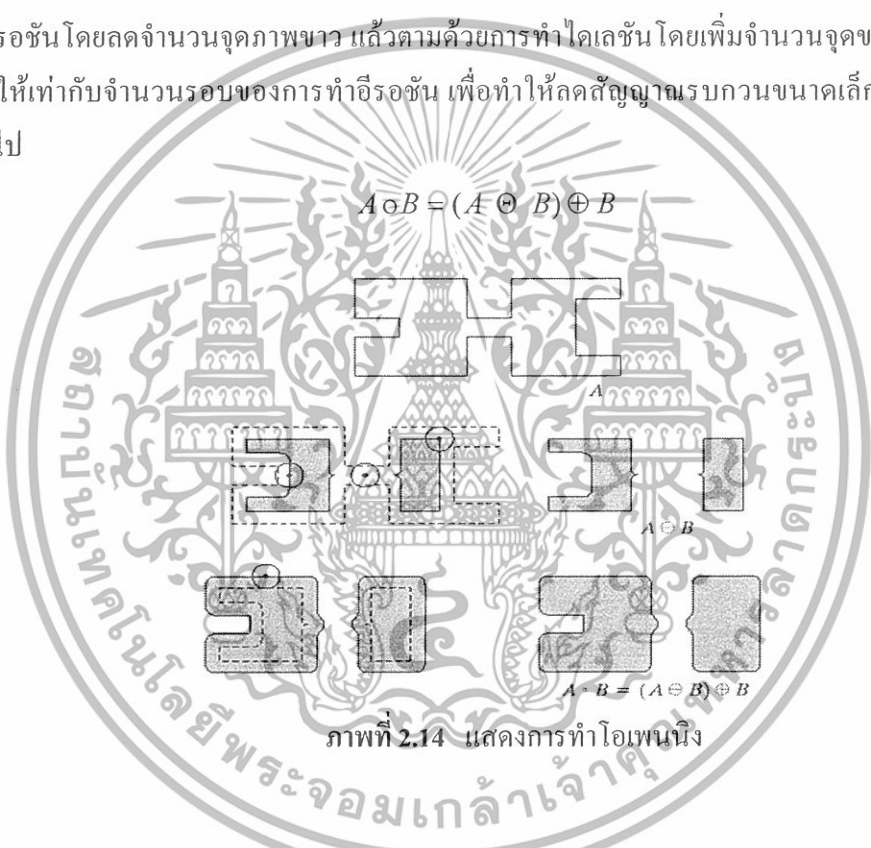 รอชันโดยลดจำนวนจุดภาพขาว แล้วตามด้วยการทำไดเลชันโดยเพิ่มจำนวนจุดข
ให้เท่ากับจำนวนรอบของการทำอีรอชัน เพื่อทำให้ลดสัญญาณรบกวนขนาดเล็ก
ไป
A o B = (A ⊖ B) ⊕ B
A
A ⊖ B
A ∘ B = (A ⊖ B) ⊕ B
ภาพที่ 2.14 แสดงการทำโอเพนนิง
สถาบันเทคโนโลยีพระจอมเกล้าเจ้าคุณทหารลาดกระบัง